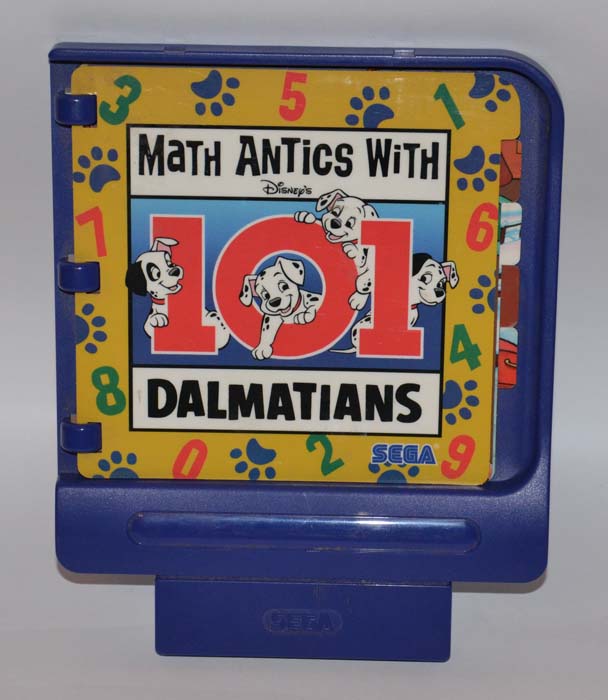 3 5 1
MATH ANTICS WITH
DISNEY'S
7 101 6
8 4
DALMATIANS
0 2 SEGA 9
SEGA